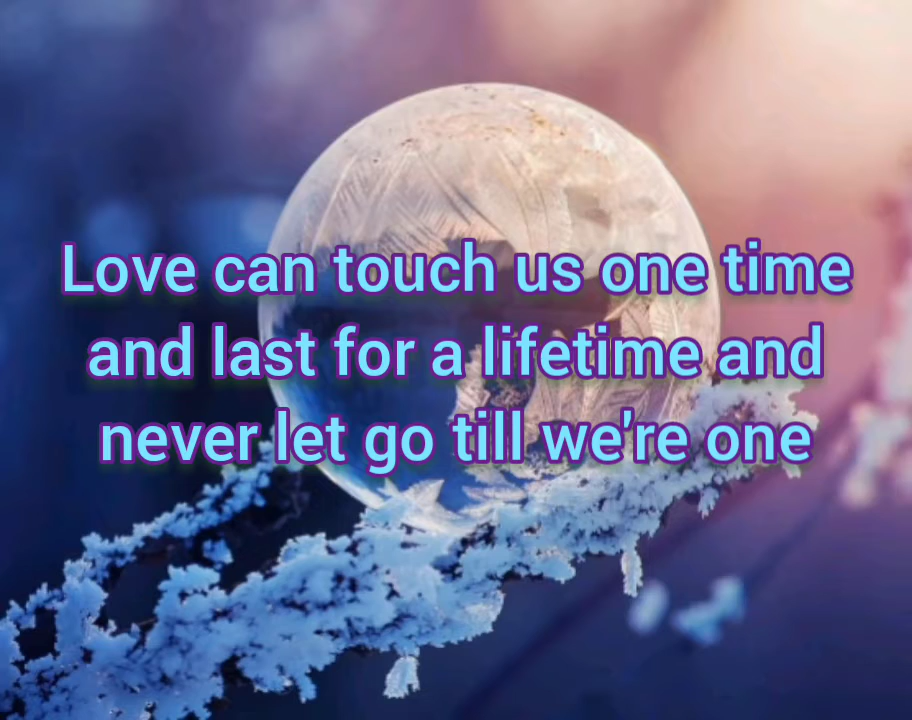 Love can touch us one time
and last for a lifetime and
never let go till we're one